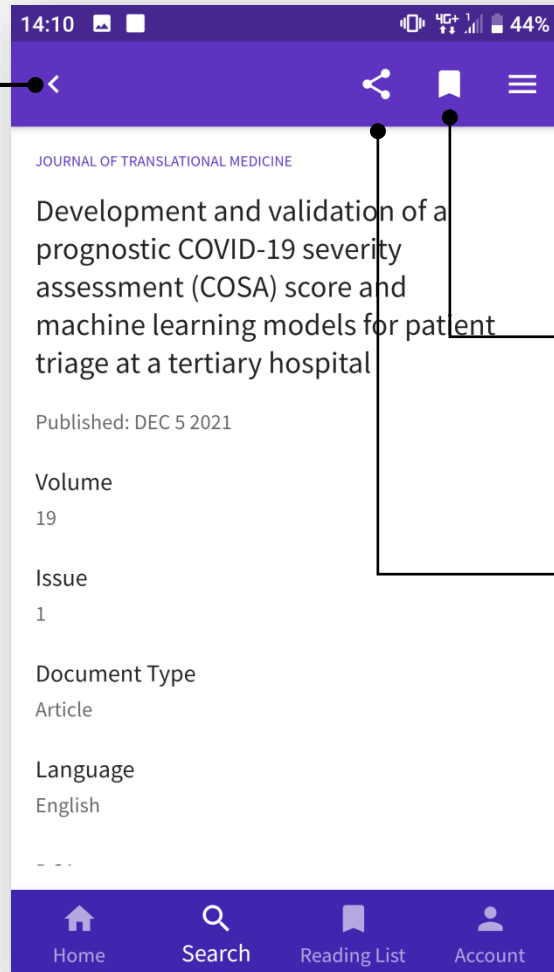 14:10 4G+ 1 44%
JOURNAL OF TRANSLATIONAL MEDICINE
Development and validation of a
prognostic COVID-19 severity
assessment (COSA) score and
machine learning models for patient
triage at a tertiary hospital
Published: DEC 5 2021
Volume
19
Issue
1
Document Type
Article
Language
English
Home Search Reading List Account